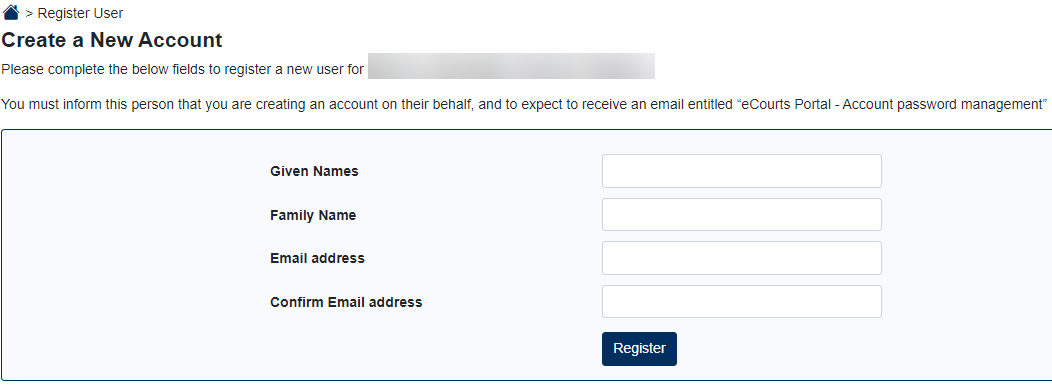 > Register User
Create a New Account
Please complete the below fields to register a new user for
You must inform this person that you are creating an account on their behalf, and to expect to receive an email entitled “eCourts Portal - Account password management”
Given Names
Family Name
Email address
Confirm Email address
Register